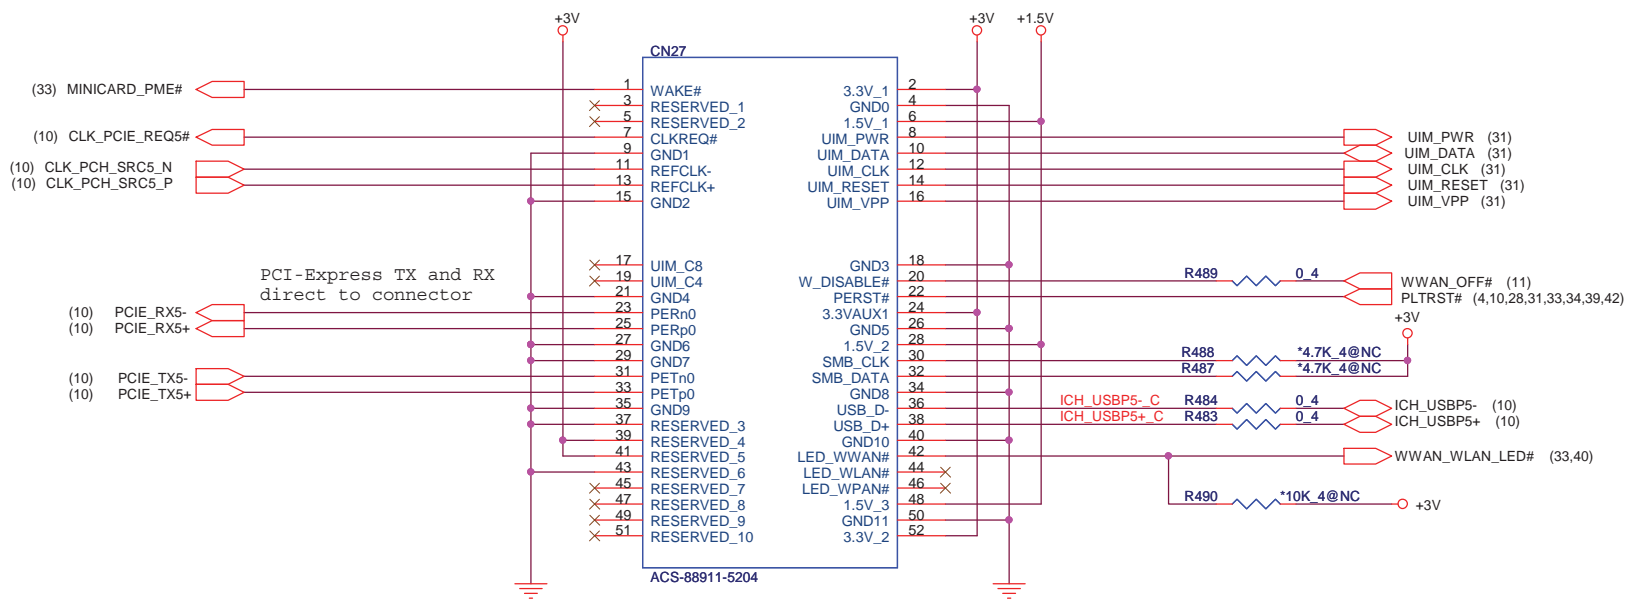 +3V
+3V
+1.5V
CN27
(33) MINICARD_PME# 1 WAKE# 3.3V_1 2
3 RESERVED_1 GND0 4
5 RESERVED_2 1.5V_1 6
(10) CLK_PCIE_REQ5# 7 CLKREQ# UIM_PWR 8 UIM_PWR (31)
9 GND1 UIM_DATA 10 UIM_DATA (31)
(10) CLK_PCH_SRC5_N 11 REFCLK- UIM_CLK 12 UIM_CLK (31)
(10) CLK_PCH_SRC5_P 13 REFCLK+ UIM_RESET 14 UIM_RESET (31)
15 GND2 UIM_VPP 16 UIM_VPP (31)
PCI-Express TX and RX
direct to connector
17 UIM_C8 GND3 18
19 UIM_C4 W_DISABLE# 20 R489 0_4 WWAN_OFF# (11)
21 GND4 PERST# 22 PLTRST# (4,10,28,31,33,34,39,42)
(10) PCIE_RX5- 23 PERn0 3.3VAUX1 24
+3V
(10) PCIE_RX5+ 25 PERp0 GND5 26
27 GND6 1.5V_2 28
29 GND7 SMB_CLK 30 R488 *4.7K_4@NC
(10) PCIE_TX5- 31 PETn0 SMB_DATA 32 R487 *4.7K_4@NC
(10) PCIE_TX5+ 33 PETp0 GND8 34
35 GND9 USB_D- 36 ICH_USBP5-_C R484 0_4 ICH_USBP5- (10)
37 RESERVED_3 USB_D+ 38 ICH_USBP5+_C R483 0_4 ICH_USBP5+ (10)
39 RESERVED_4 GND10 40
41 RESERVED_5 LED_WWAN# 42 WWAN_WLAN_LED# (33,40)
43 RESERVED_6 LED_WLAN# 44
45 RESERVED_7 LED_WPAN# 46
47 RESERVED_8 1.5V_3 48 R490 *10K_4@NC +3V
49 RESERVED_9 GND11 50
51 RESERVED_10 3.3V_2 52
ACS-88911-5204